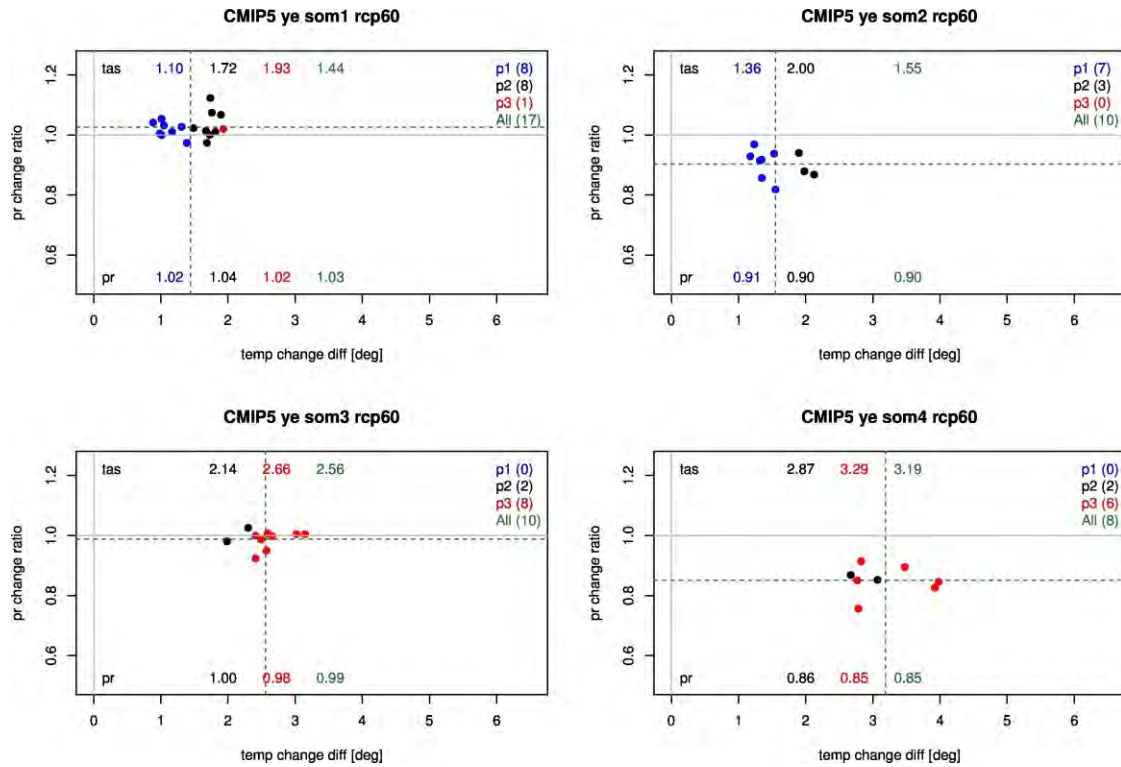 CMIP5 ye som1 rcp60
tas 1.10 1.72 1.93 1.44 p1 (8)
p2 (8)
p3 (1)
All (17)
pr change ratio
1.2
1.0
0.8
0.6
pr 1.02 1.04 1.02 1.03
0 1 2 3 4 5 6
temp change diff [deg]
CMIP5 ye som2 rcp60
tas 1.36 2.00 1.55 p1 (7)
p2 (3)
p3 (0)
All (10)
pr change ratio
1.2
1.0
0.8
0.6
pr 0.91 0.90 0.90
0 1 2 3 4 5 6
temp change diff [deg]
CMIP5 ye som3 rcp60
tas 2.14 2.66 2.56 p1 (0)
p2 (2)
p3 (8)
All (10)
pr change ratio
1.2
1.0
0.8
0.6
pr 1.00 0.98 0.99
0 1 2 3 4 5 6
temp change diff [deg]
CMIP5 ye som4 rcp60
tas 2.87 3.29 3.19 p1 (0)
p2 (2)
p3 (6)
All (8)
pr change ratio
1.2
1.0
0.8
0.6
pr 0.86 0.85 0.85
0 1 2 3 4 5 6
temp change diff [deg]